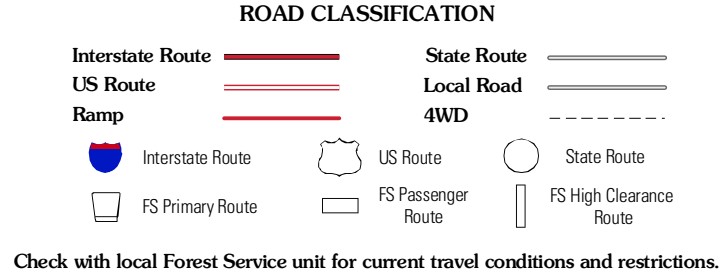 ROAD CLASSIFICATION
Interstate Route
State Route
US Route
Local Road
Ramp
4WD
Interstate Route
US Route
State Route
FS Primary Route
FS Passenger
Route
FS High Clearance
Route
Check with local Forest Service unit for current travel conditions and restrictions.